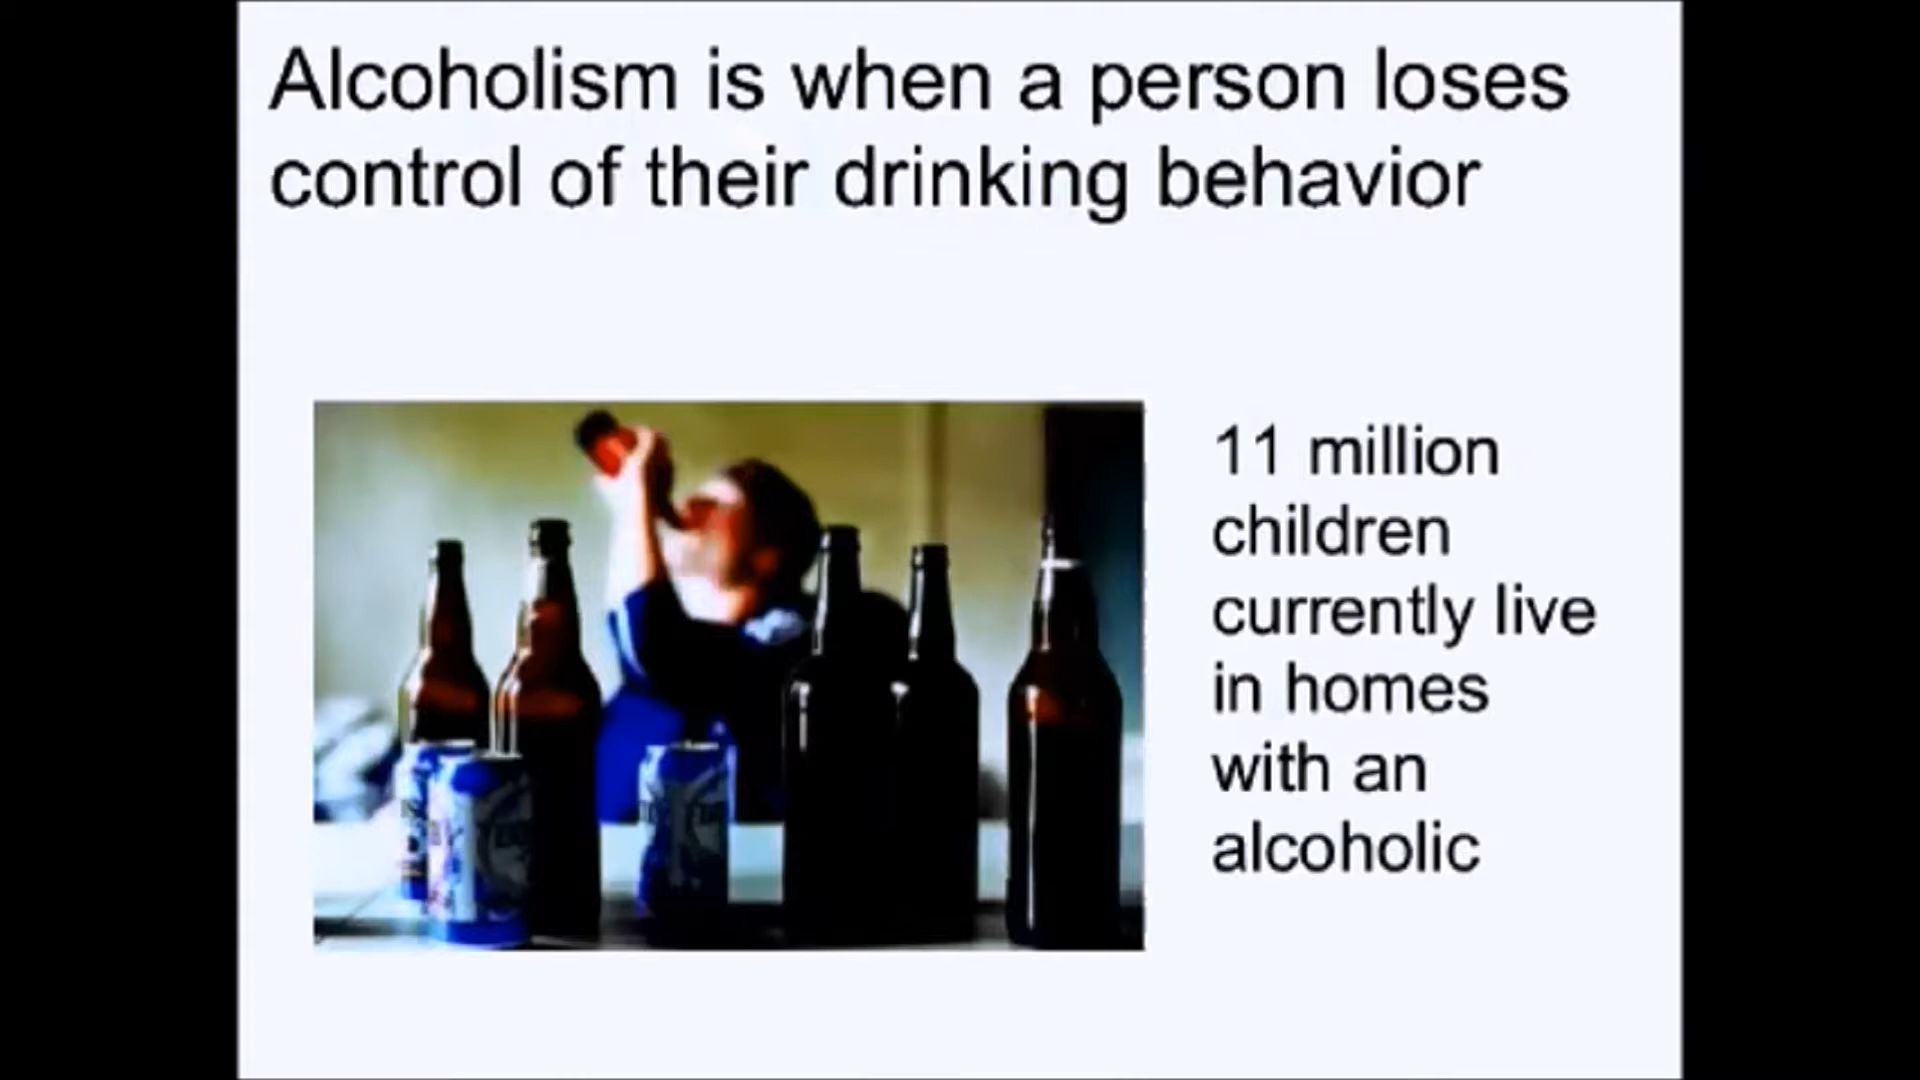 Alcoholism is when a person loses
control of their drinking behavior
11 million
children
currently live
in homes
with an
alcoholic